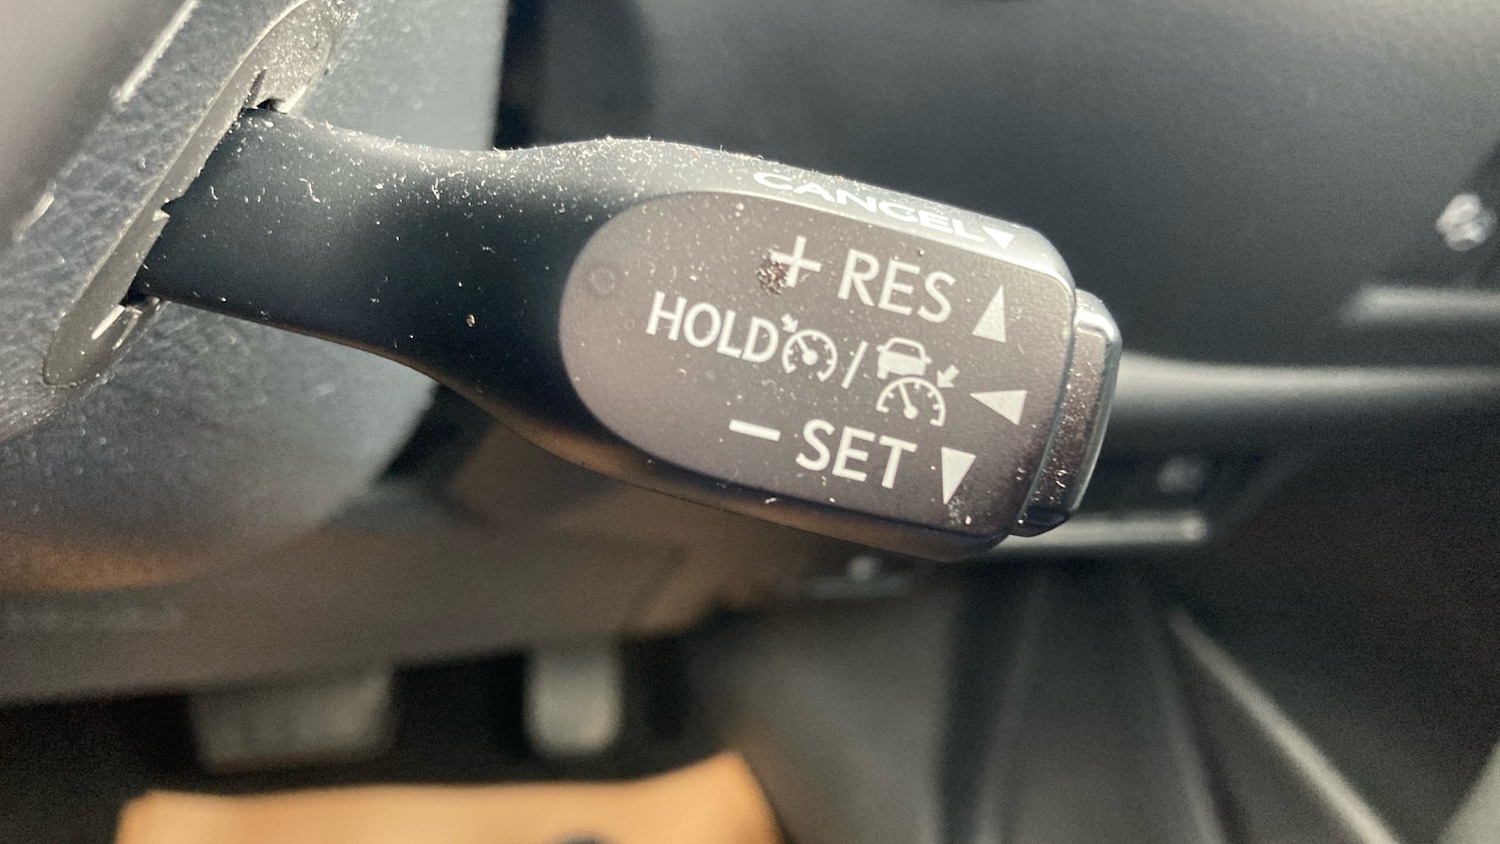 CANCEL▼
+ RES ▲
HOLD / ◀
− SET ▼